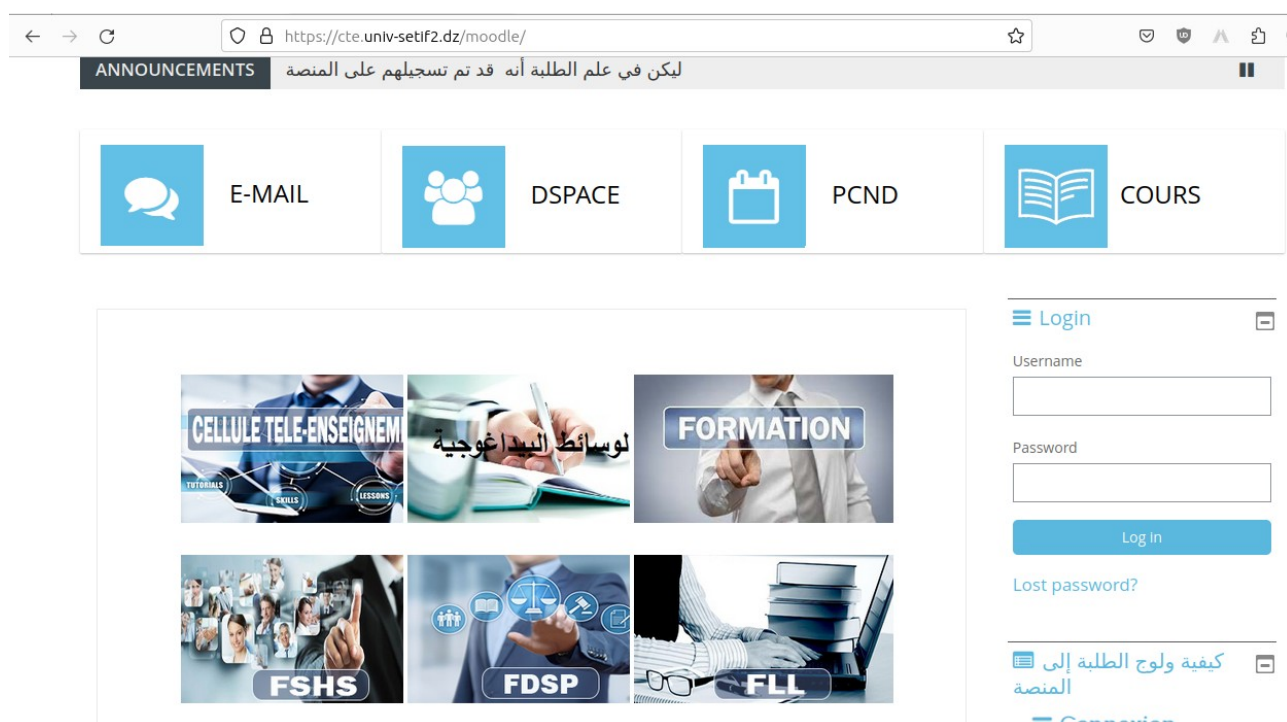 https://cte.univ-setif2.dz/moodle/
ANNOUNCEMENTS
ليكن في علم الطلبة أنه قد تم تسجيلهم على المنصة
E-MAIL
DSPACE
PCND
COURS
CELLULE TELE-ENSEIGNEM
TUTORIALS
SKILLS
LESSONS
لوسائط البيداغوجية
FORMATION
FSHS
FDSP
FLL
Login
Username
Password
Log in
Lost password?
كيفية ولوج الطلبة إلى
المنصة
Connexion